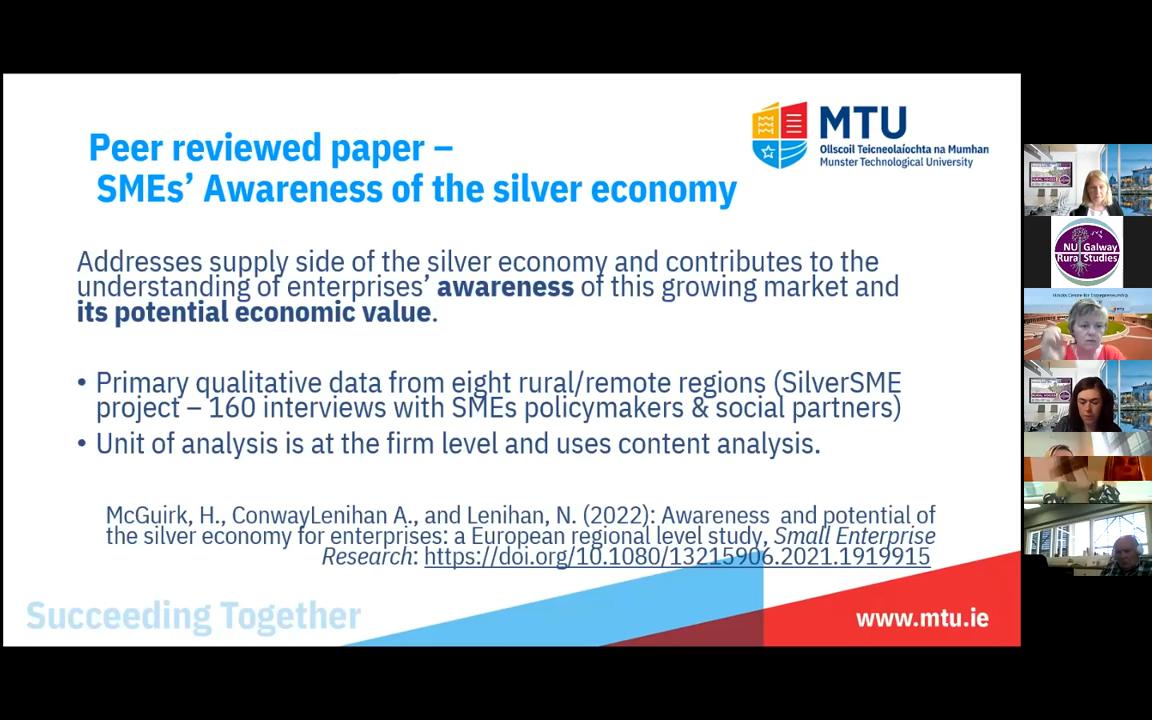 Peer reviewed paper –
SMEs’ Awareness of the silver economy
MTU
Ollscoil Teicneolaíochta na Mumhan
Munster Technological University
Addresses supply side of the silver economy and contributes to the
understanding of enterprises’ awareness of this growing market and
its potential economic value.
• Primary qualitative data from eight rural/remote regions (SilverSME
project – 160 interviews with SMEs policymakers & social partners)
• Unit of analysis is at the firm level and uses content analysis.
McGuirk, H., ConwayLenihan A., and Lenihan, N. (2022): Awareness and potential of
the silver economy for enterprises: a European regional level study, Small Enterprise
Research: https://doi.org/10.1080/13215906.2021.1919915
Succeeding Together
www.mtu.ie
NU Galway
Rural Studies